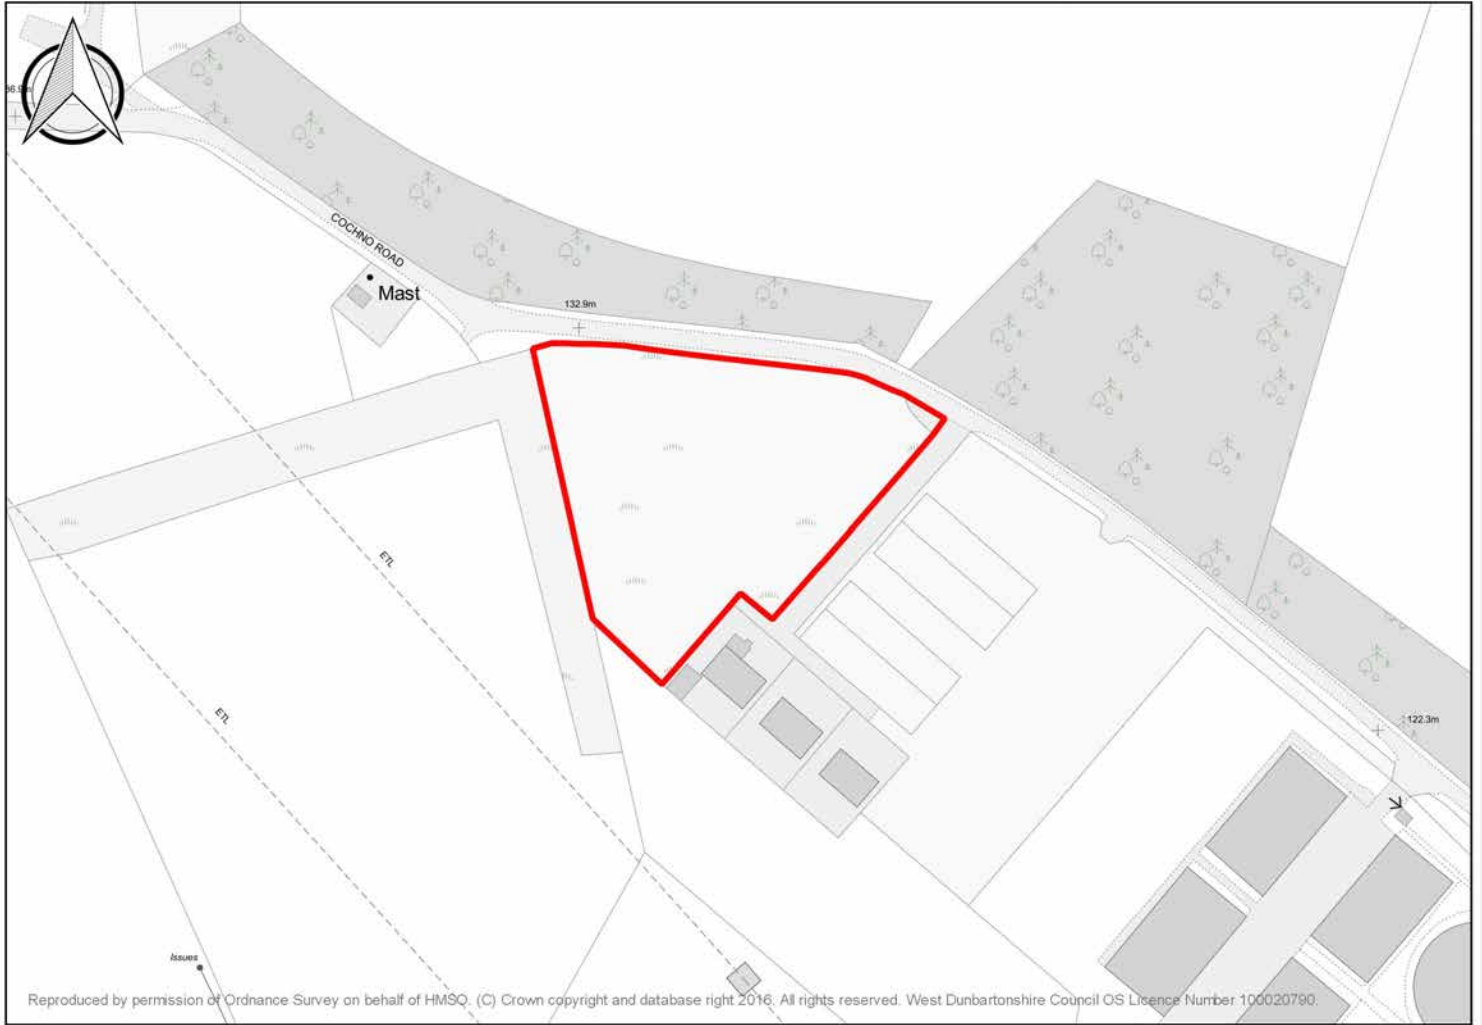 COCHNO ROAD
Mast
132.9m
ETL
ETL
122.3m
Issues
Reproduced by permission of Ordnance Survey on behalf of HMSO. (C) Crown copyright and database right 2016. All rights reserved. West Dunbartonshire Council OS Licence Number 100020790.